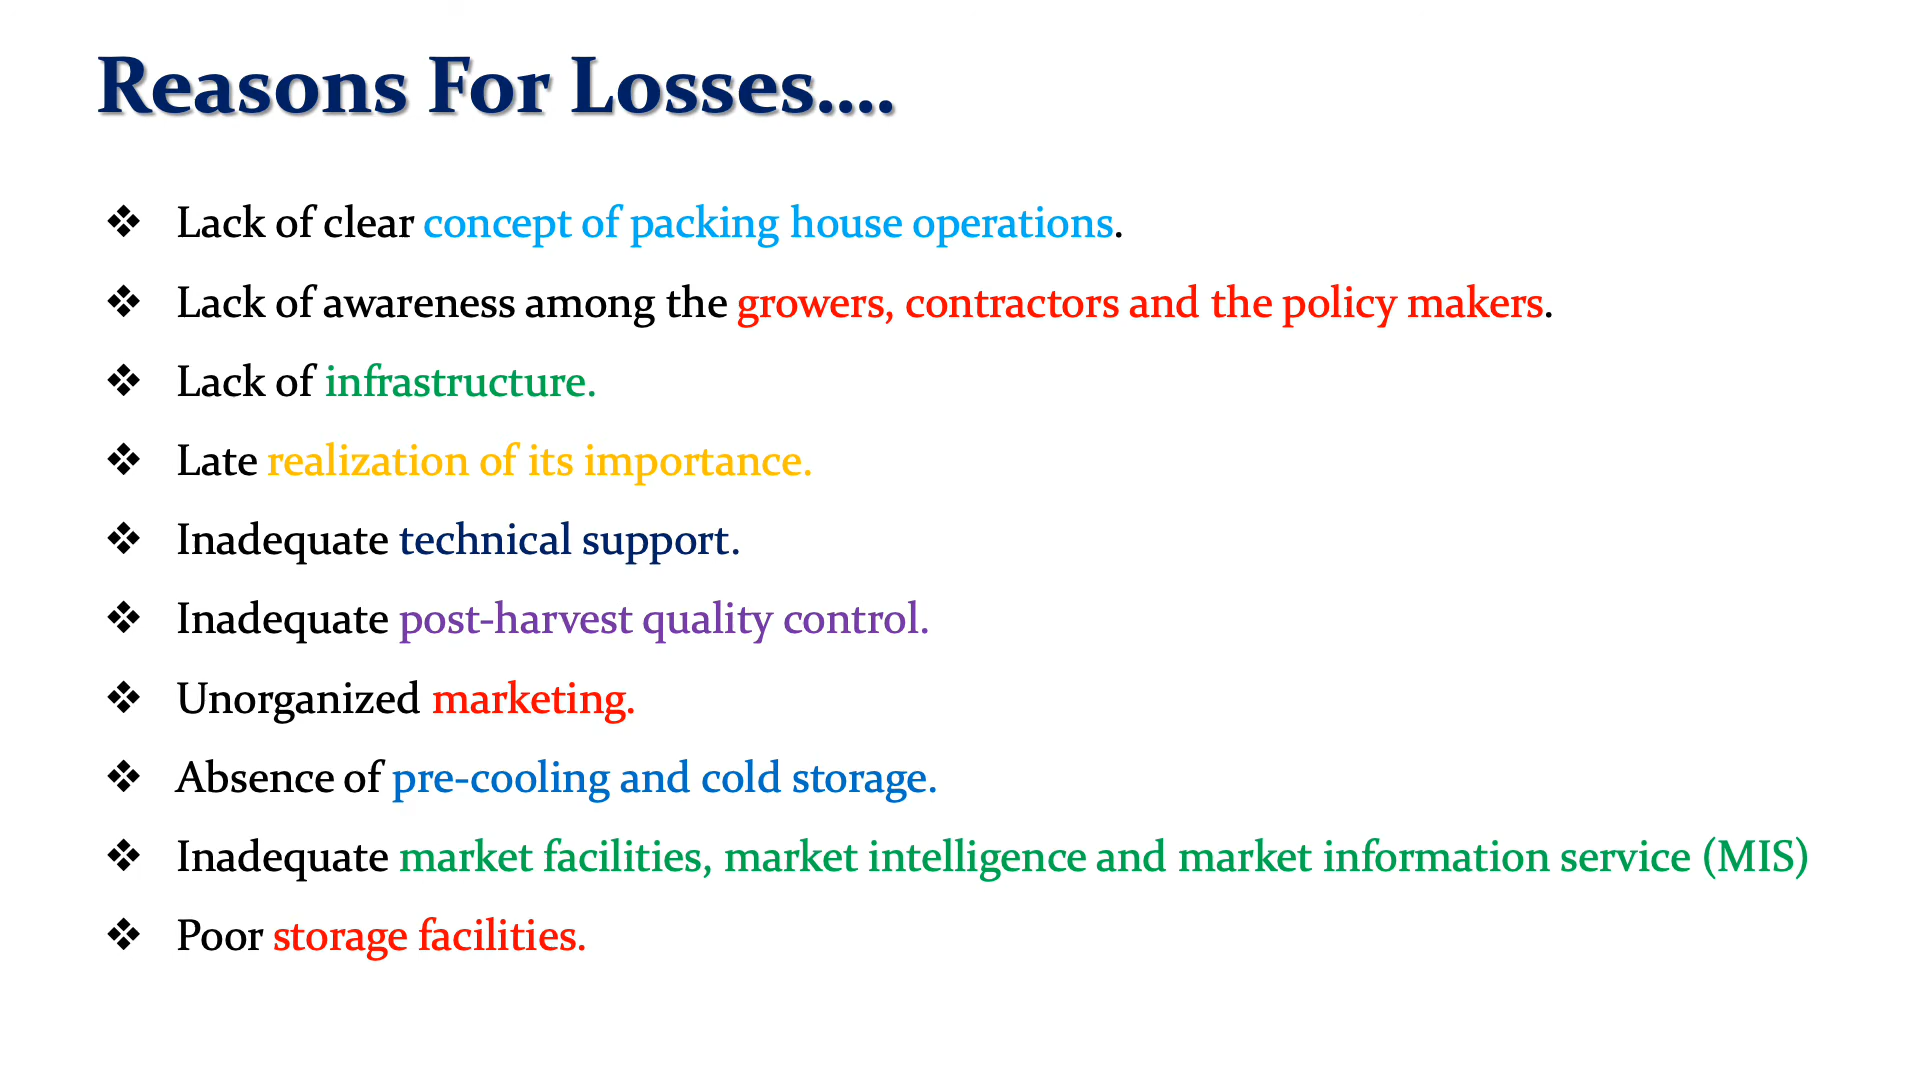 Reasons For Losses....
❖ Lack of clear concept of packing house operations.
❖ Lack of awareness among the growers, contractors and the policy makers.
❖ Lack of infrastructure.
❖ Late realization of its importance.
❖ Inadequate technical support.
❖ Inadequate post-harvest quality control.
❖ Unorganized marketing.
❖ Absence of pre-cooling and cold storage.
❖ Inadequate market facilities, market intelligence and market information service (MIS)
❖ Poor storage facilities.